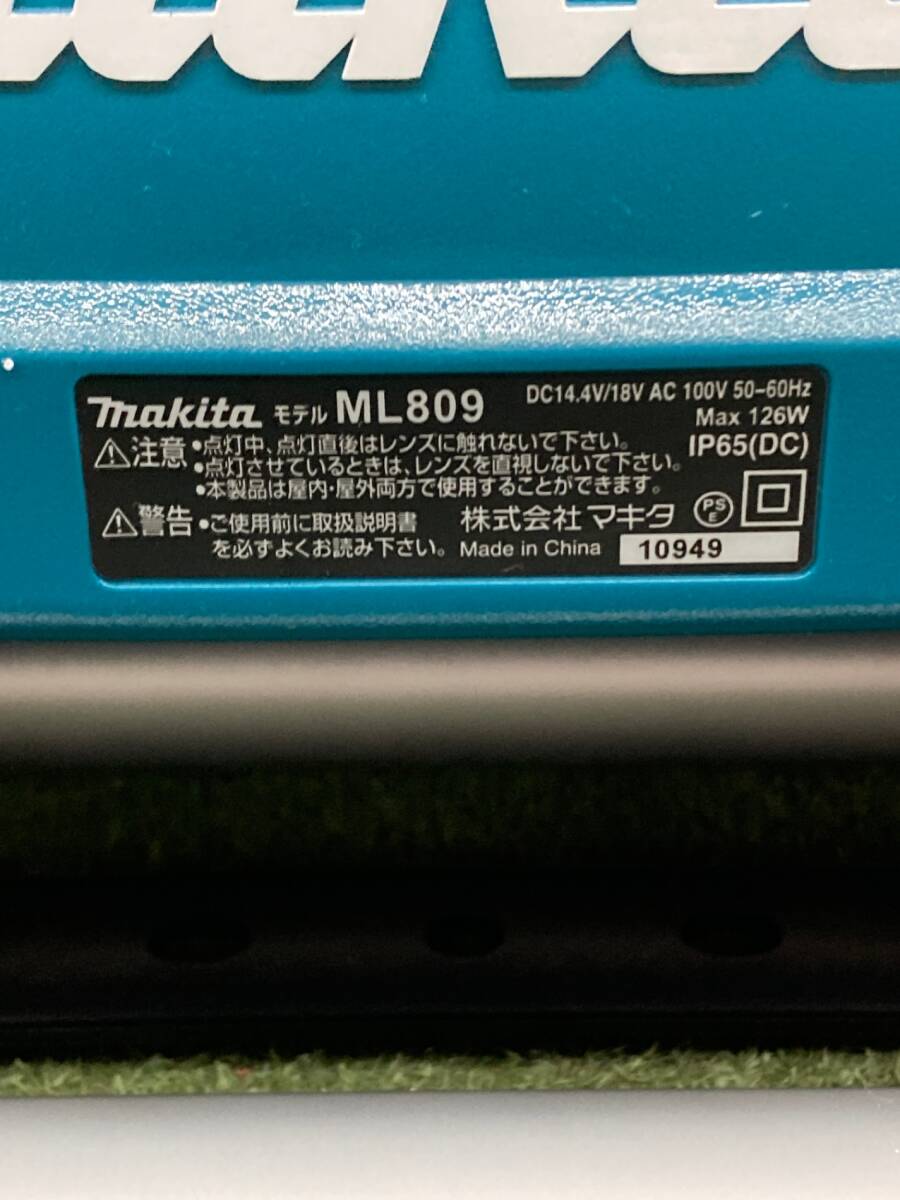 makita
makita モデル ML809 DC14.4V/18V AC 100V 50-60Hz
Max 126W
⚠注意 •点灯中、点灯直後はレンズに触れないで下さい。 IP65(DC)
•点灯させているときは、レンズを直視しないで下さい。
•本製品は屋内・屋外両方で使用することができます。
⚠警告 •ご使用前に取扱説明書 株式会社 マキタ PS E
を必ずよくお読み下さい。 Made in China 10949